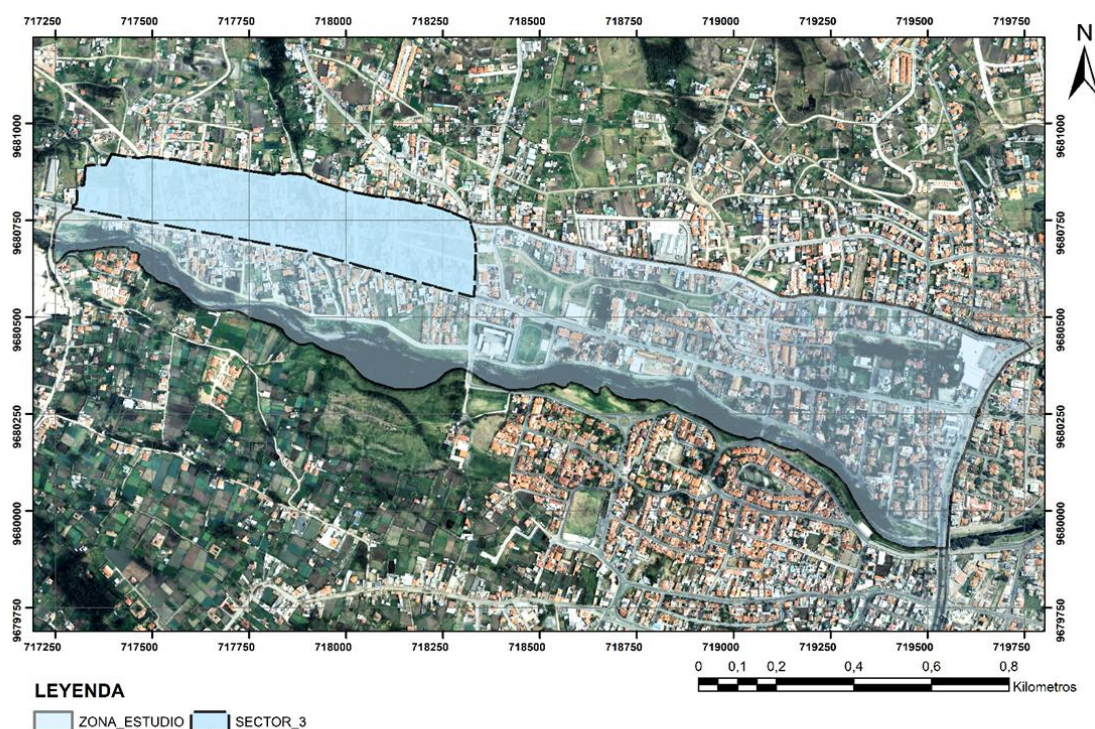 717250 717500 717750 718000 718250 718500 718750 719000 719250 719500 719750
N
9681000 9681000
9680750 9680750
9680500 9680500
9680250 9680250
9680000 9680000
9679750 9679750
717250 717500 717750 718000 718250 718500 718750 719000 719250 719500 719750
0 0,1 0,2 0,4 0,6 0,8
Kilometros
LEYENDA
ZONA_ESTUDIO SECTOR_3